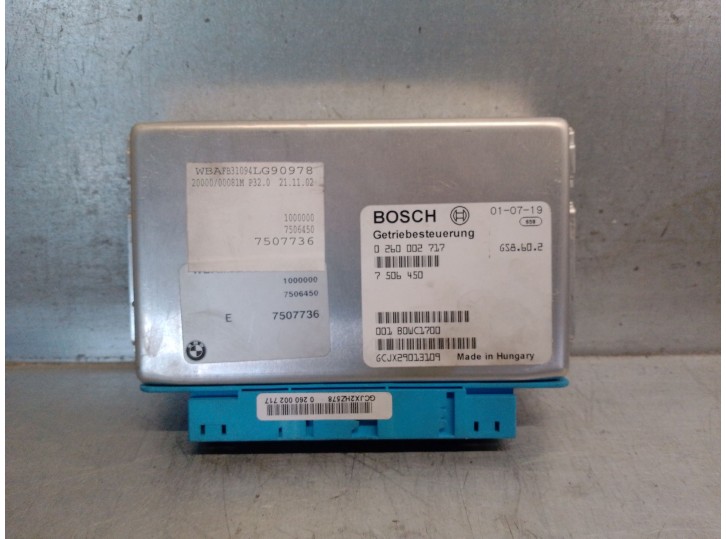 WBAFB31094LG90978
20000/00081M P32.0 21.11.02
1000000
7506450
7507736
1000000
7506450
E 7507736
BOSCH 01-07-19
Getriebesteuerung
0 260 002 717 GS8.60.2
7 506 450
001 80WC1700
GCJX29013109 Made in Hungary
GCJX2HZ578 0 260 002 717